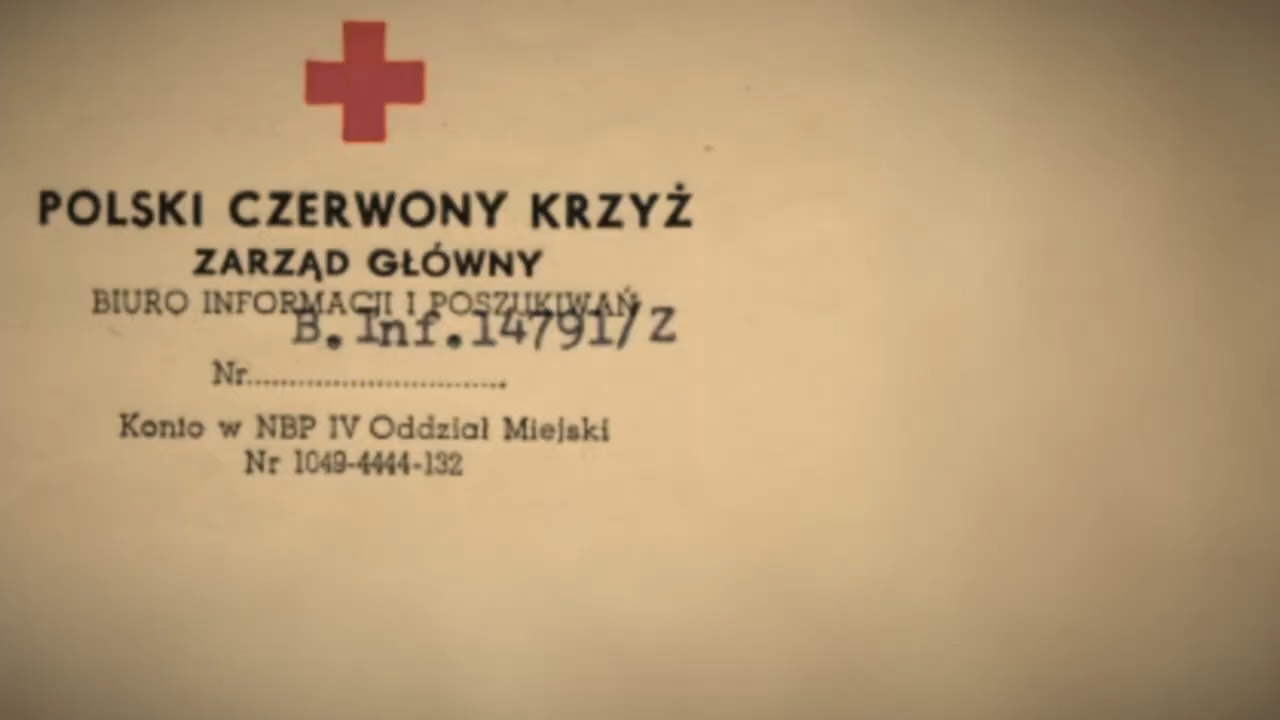 POLSKI CZERWONY KRZYŻ
ZARZĄD GŁÓWNY
BIURO INFORMACJI I POSZUKIWAŃ
B.Inf.14791/Z
Nr..............................
Konto w NBP IV Oddział Miejski
Nr 1049-4444-132